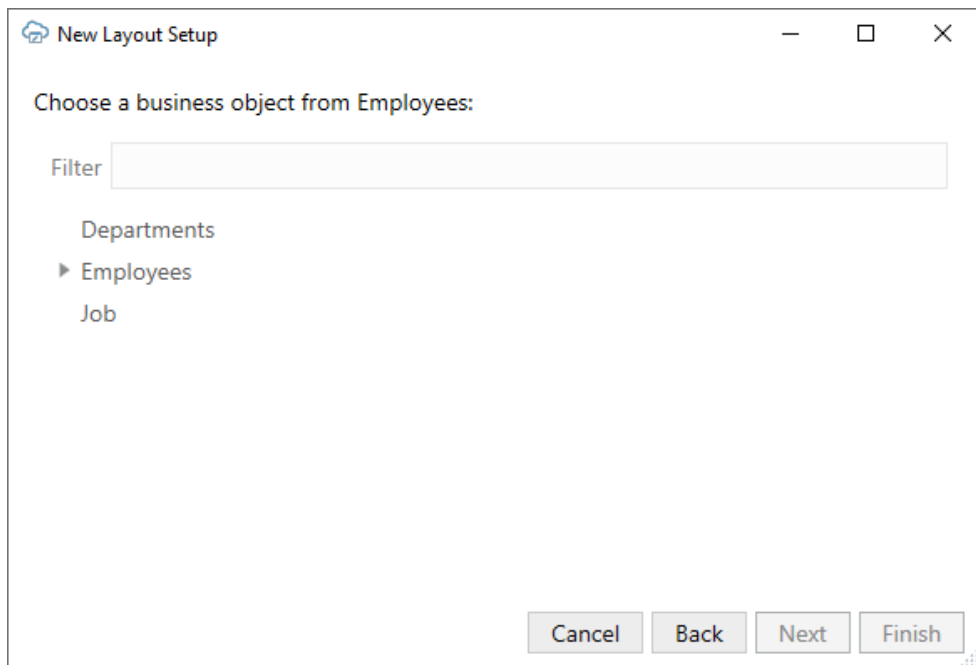 New Layout Setup
Choose a business object from Employees:
Filter
Departments
Employees
Job
Cancel Back Next Finish